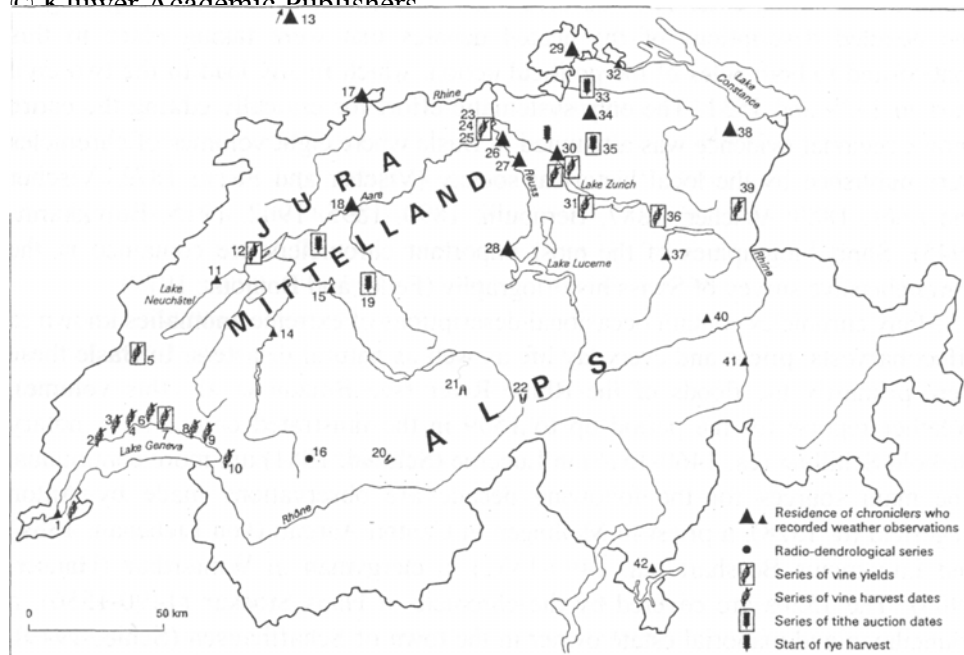 © Kluwer Academic Publishers
13
29
32
Lake Constance
17
Rhine
33
34
23
24
25
26
27
30
35
38
Reuss
Lake Zurich
JURA
Aare
18
31
36
39
MITTELLAND
12
28
Lake Lucerne
37
Rhine
11
Lake Neuchâtel
15
19
14
40
5
41
21
22
ALPS
3
2
4
6
7
8
9
Lake Geneva
10
16
20
Rhône
1
42
Residence of chroniclers who
recorded weather observations
Radio-dendrological series
Series of vine yields
Series of vine harvest dates
Series of tithe auction dates
Start of rye harvest
0 50 km